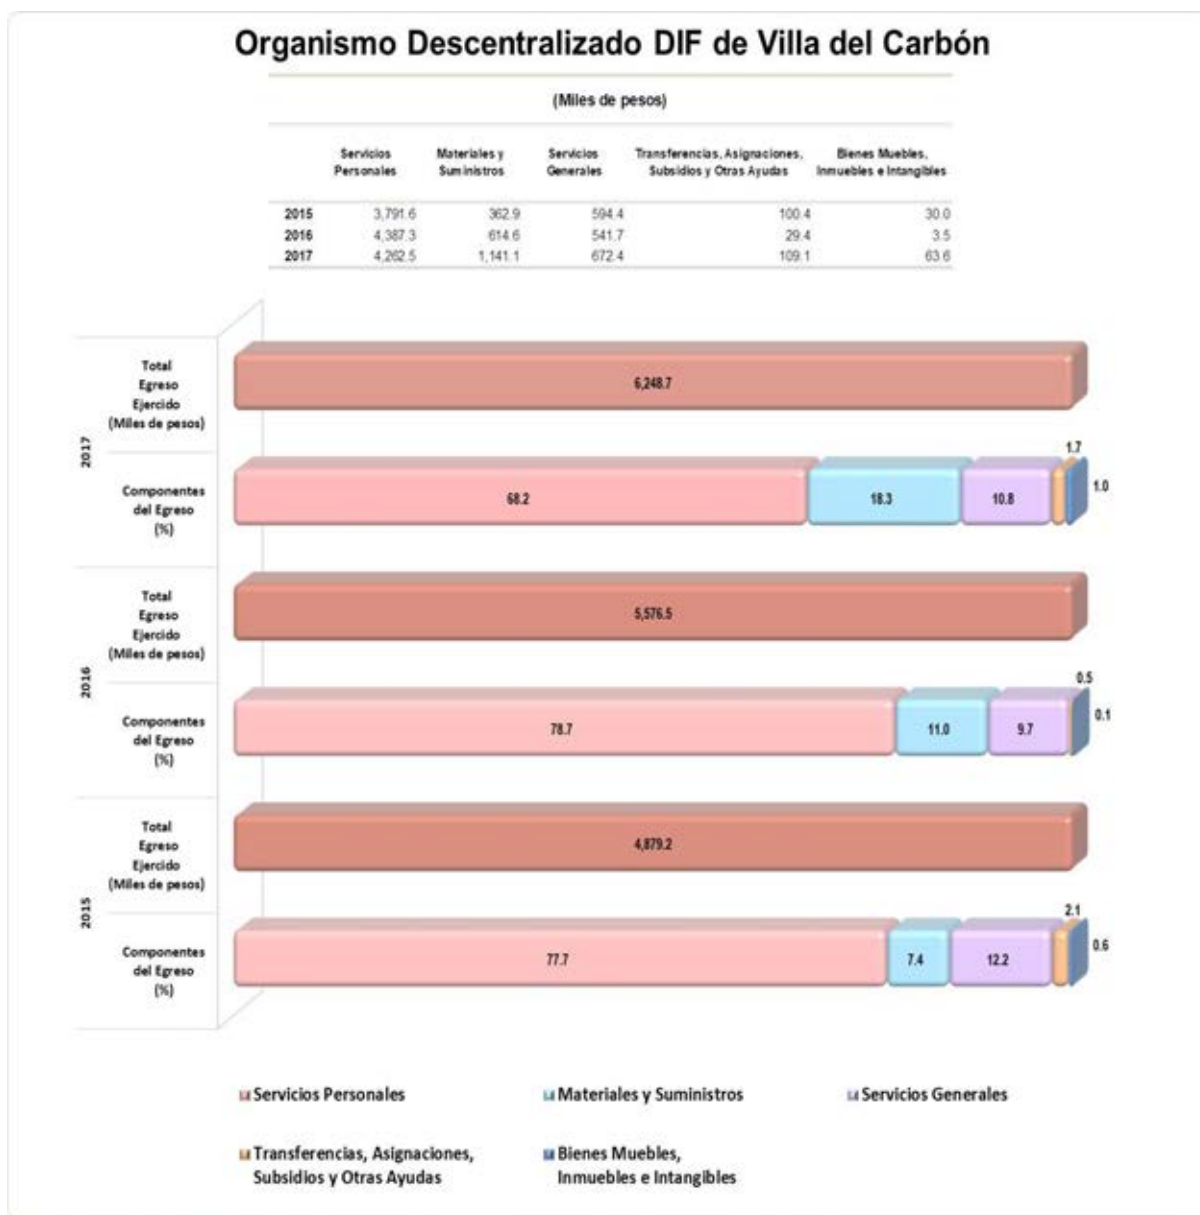 Organismo Descentralizado DIF de Villa del Carbón
(Miles de pesos)
Servicios Personales Materiales y Suministros Servicios Generales Transferencias, Asignaciones, Subsidios y Otras Ayudas Bienes Muebles, Inmuebles e Intangibles
2015 3,791.6 362.9 594.4 100.4 30.0
2016 4,387.3 614.6 541.7 29.4 3.5
2017 4,262.5 1,141.1 672.4 109.1 63.6
2017
Total
Egreso
Ejercido
(Miles de pesos)
6,248.7
Componentes
del Egreso
(%)
68.2 18.3 10.8 1.7 1.0
2016
Total
Egreso
Ejercido
(Miles de pesos)
5,576.5
Componentes
del Egreso
(%)
78.7 11.0 9.7 0.5 0.1
2015
Total
Egreso
Ejercido
(Miles de pesos)
4,879.2
Componentes
del Egreso
(%)
77.7 7.4 12.2 2.1 0.6
Servicios Personales
Materiales y Suministros
Servicios Generales
Transferencias, Asignaciones,
Subsidios y Otras Ayudas
Bienes Muebles,
Inmuebles e Intangibles